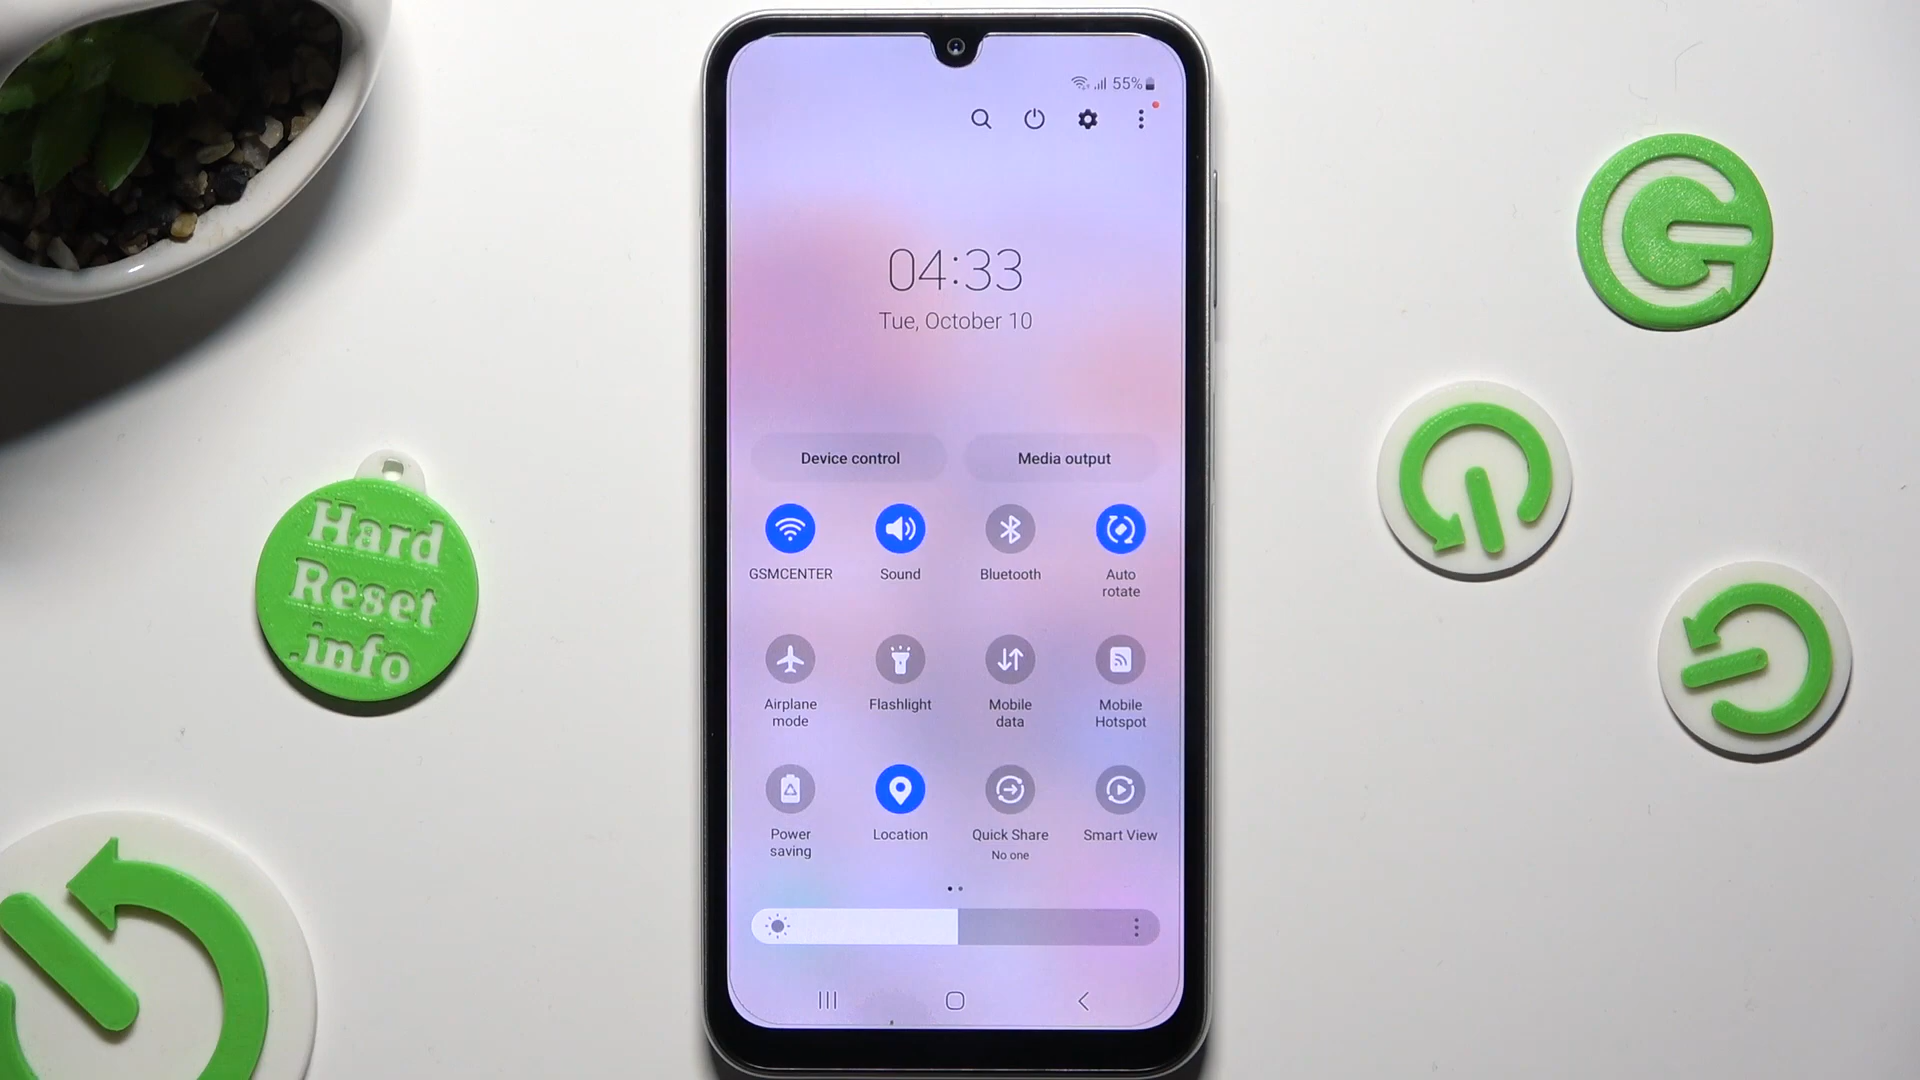 55%
04:33
Tue, October 10
Device control
Media output
GSMCENTER
Sound
Bluetooth
Auto
rotate
Airplane
mode
Flashlight
Mobile
data
Mobile
Hotspot
Power
saving
Location
Quick Share
No one
Smart View
Hard
Reset
.info